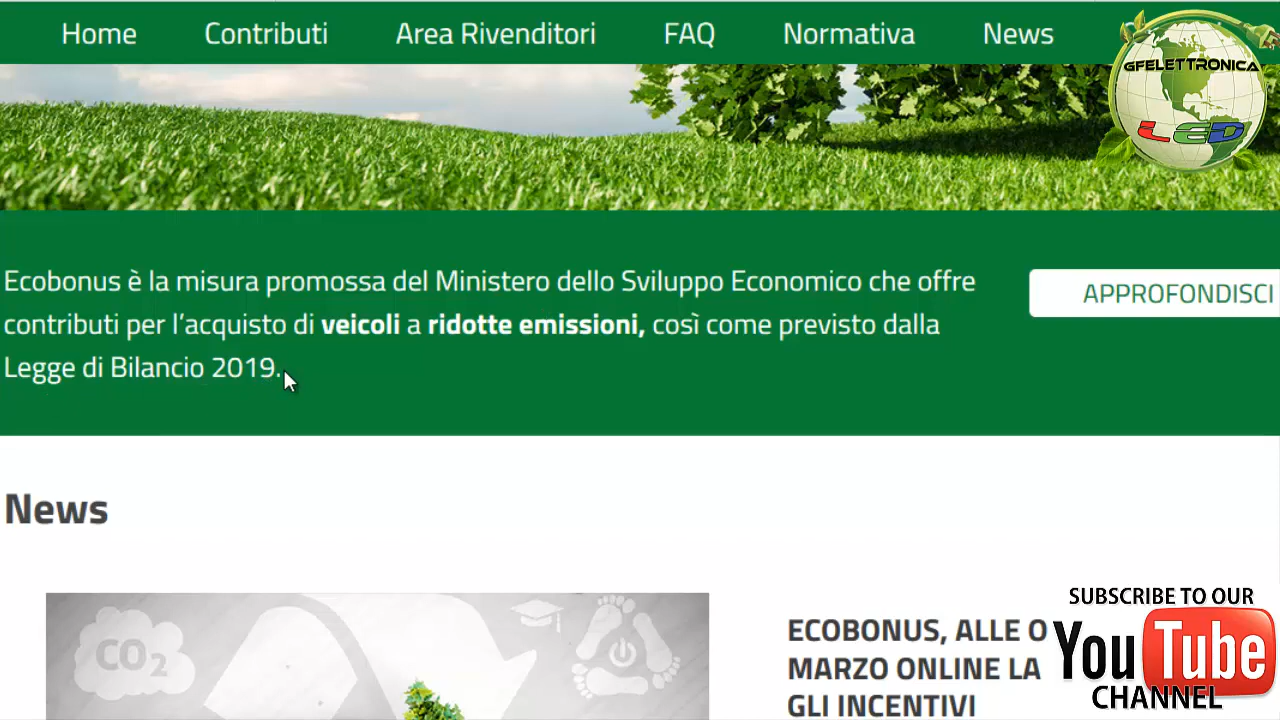 Home Contributi Area Rivenditori FAQ Normativa News
GFELETTRONICA
LED
Ecobonus è la misura promossa del Ministero dello Sviluppo Economico che offre
contributi per l'acquisto di veicoli a ridotte emissioni, così come previsto dalla
Legge di Bilancio 2019.
APPROFONDISCI
News
CO2
ECOBONUS, ALLE O
MARZO ONLINE LA
GLI INCENTIVI
SUBSCRIBE TO OUR
YouTube
CHANNEL